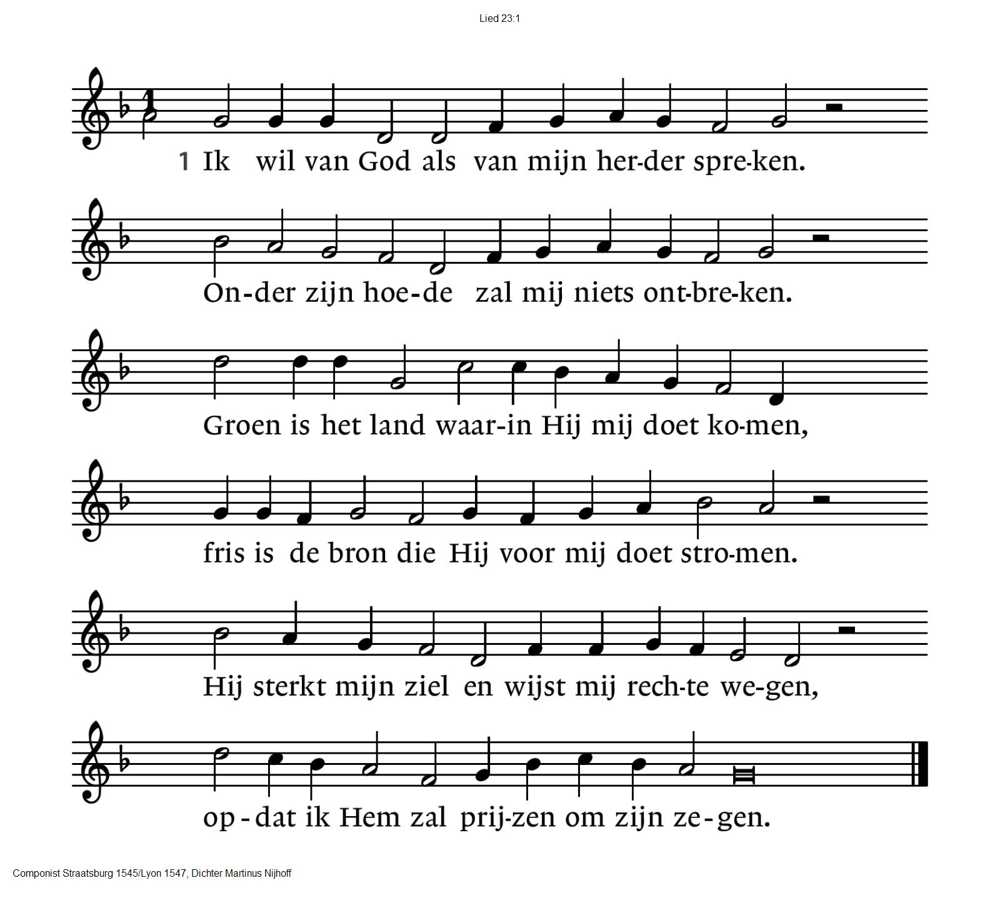 Lied 23:1
1 Ik wil van God als van mijn her-der spre-ken.
On-der zijn hoe-de zal mij niets ont-bre-ken.
Groen is het land waar-in Hij mij doet ko-men,
fris is de bron die Hij voor mij doet stro-men.
Hij sterkt mijn ziel en wijst mij rech-te we-gen,
op-dat ik Hem zal prij-zen om zijn ze-gen.
Componist Straatsburg 1545/Lyon 1547, Dichter Martinus Nijhoff